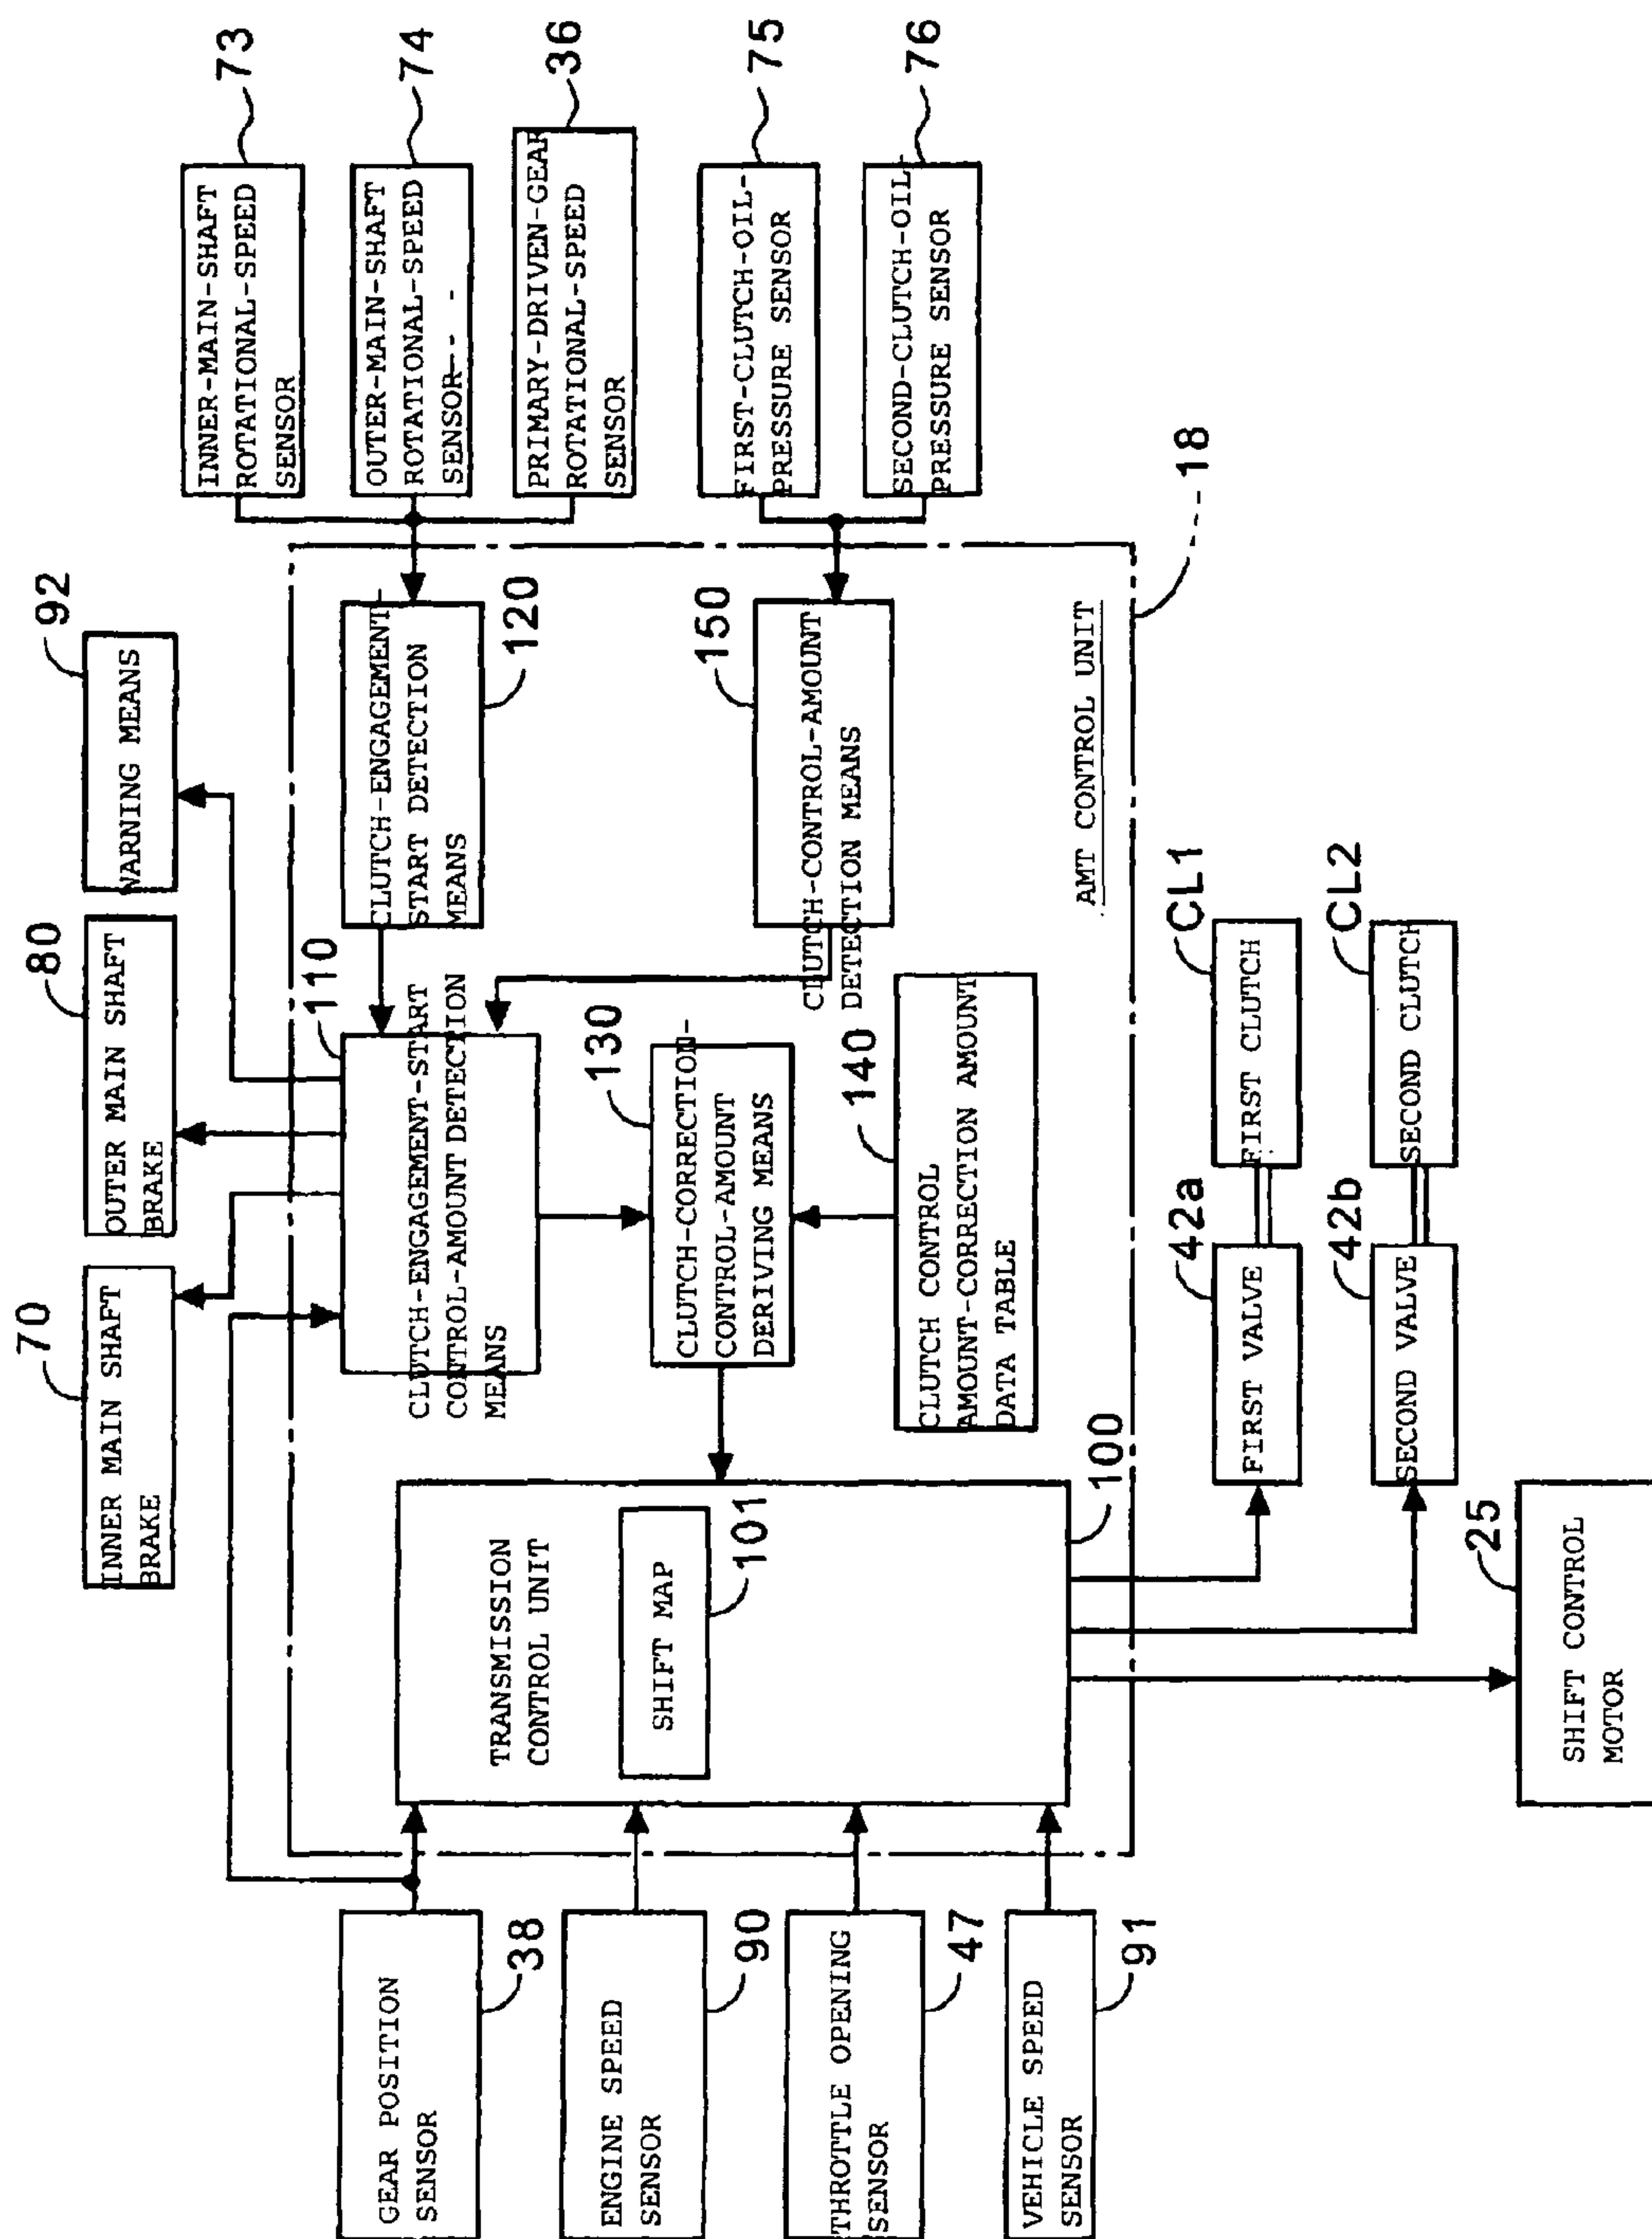 70
INNER MAIN SHAFT
BRAKE
80
OUTER MAIN SHAFT
BRAKE
92
WARNING MEANS
GEAR POSITION
SENSOR
38
ENGINE SPEED
SENSOR
90
THROTTLE OPENING
SENSOR
47
VEHICLE SPEED
SENSOR
91
TRANSMISSION
CONTROL UNIT
SHIFT MAP
101
100
110
CLUTCH-ENGAGEMENT-START
CONTROL-AMOUNT DETECTION
MEANS
130
CLUTCH-CORRECTION-
CONTROL-AMOUNT
DERIVING MEANS
140
CLUTCH CONTROL
AMOUNT-CORRECTION AMOUNT
DATA TABLE
CLUTCH-ENGAGEMENT-
START DETECTION
MEANS
120
150
CLUTCH-CONTROL-AMOUNT
DETECTION MEANS
AMT CONTROL UNIT
18
INNER-MAIN-SHAFT
ROTATIONAL-SPEED
SENSOR
73
OUTER-MAIN-SHAFT
ROTATIONAL-SPEED
SENSOR
74
PRIMARY-DRIVEN-GEAR
ROTATIONAL-SPEED
SENSOR
36
FIRST-CLUTCH-OIL-
PRESSURE SENSOR
75
SECOND-CLUTCH-OIL-
PRESSURE SENSOR
76
42a
FIRST VALVE
CL1
FIRST CLUTCH
42b
SECOND VALVE
CL2
SECOND CLUTCH
25
SHIFT CONTROL
MOTOR